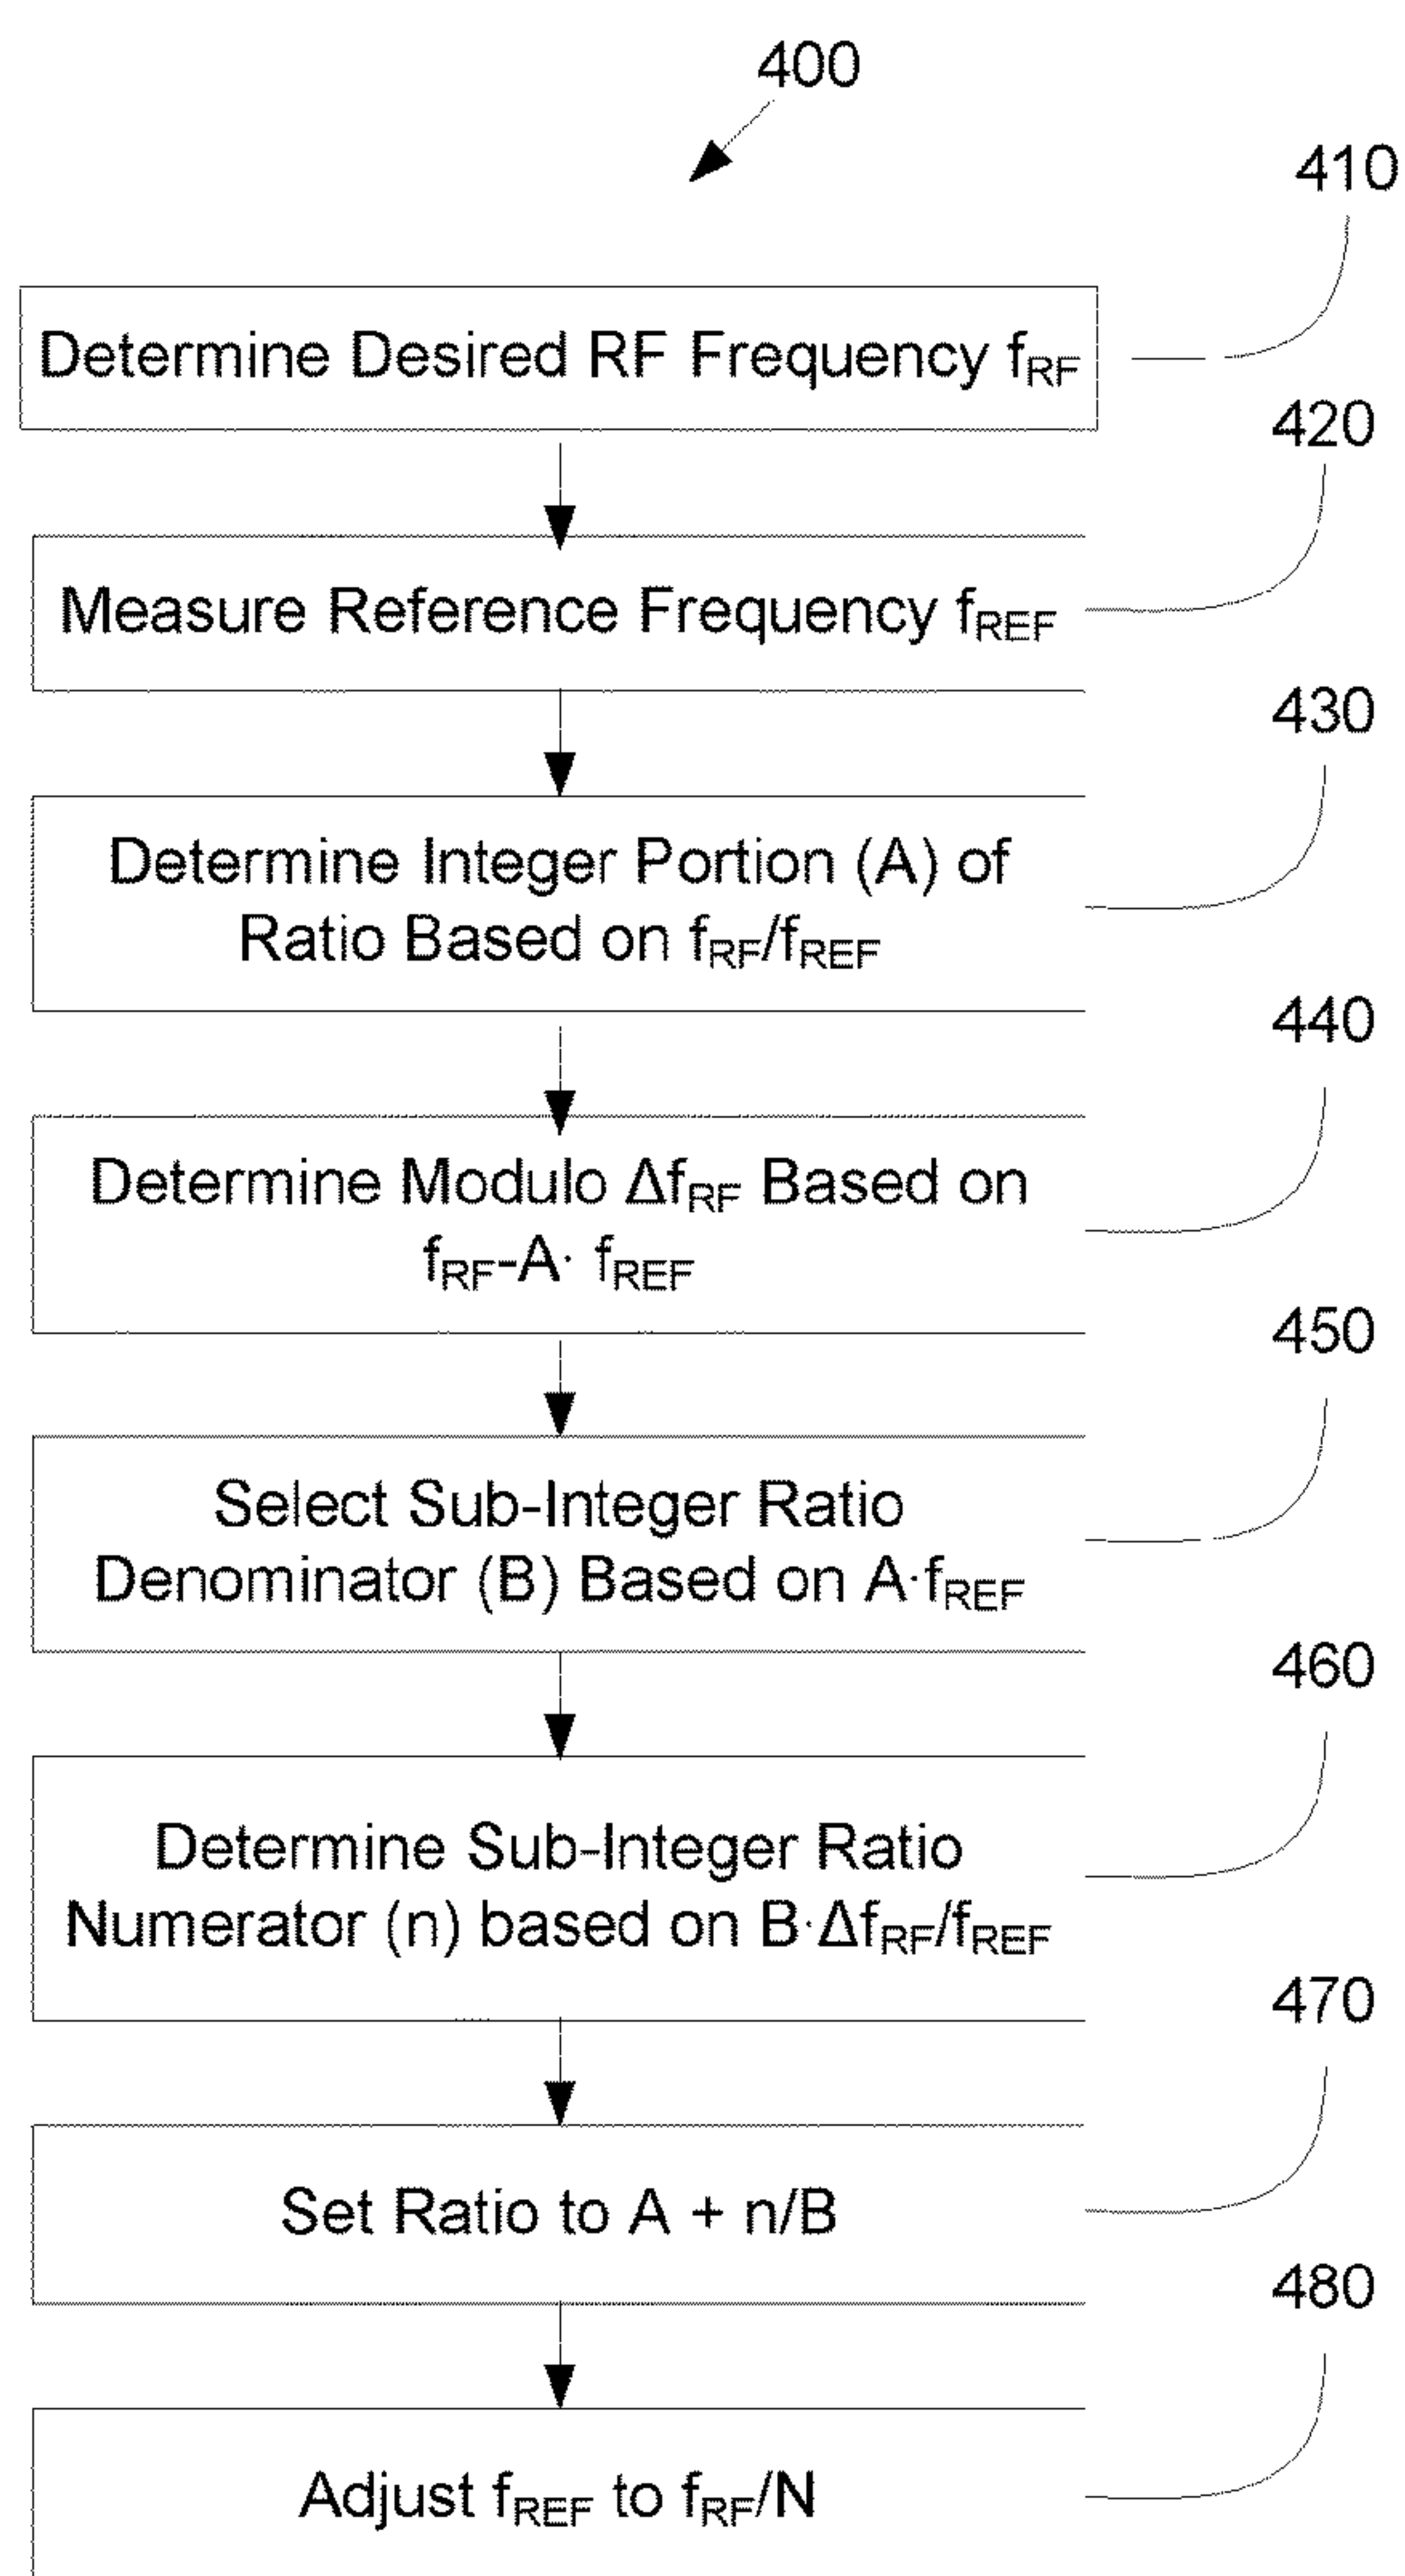 400
410
Determine Desired RF Frequency fRF
420
Measure Reference Frequency fREF
430
Determine Integer Portion (A) of
Ratio Based on fRF/fREF
440
Determine Modulo ΔfRF Based on
fRF-A· fREF
450
Select Sub-Integer Ratio
Denominator (B) Based on A·fREF
460
Determine Sub-Integer Ratio
Numerator (n) based on B·ΔfRF/fREF
470
Set Ratio to A + n/B
480
Adjust fREF to fRF/N